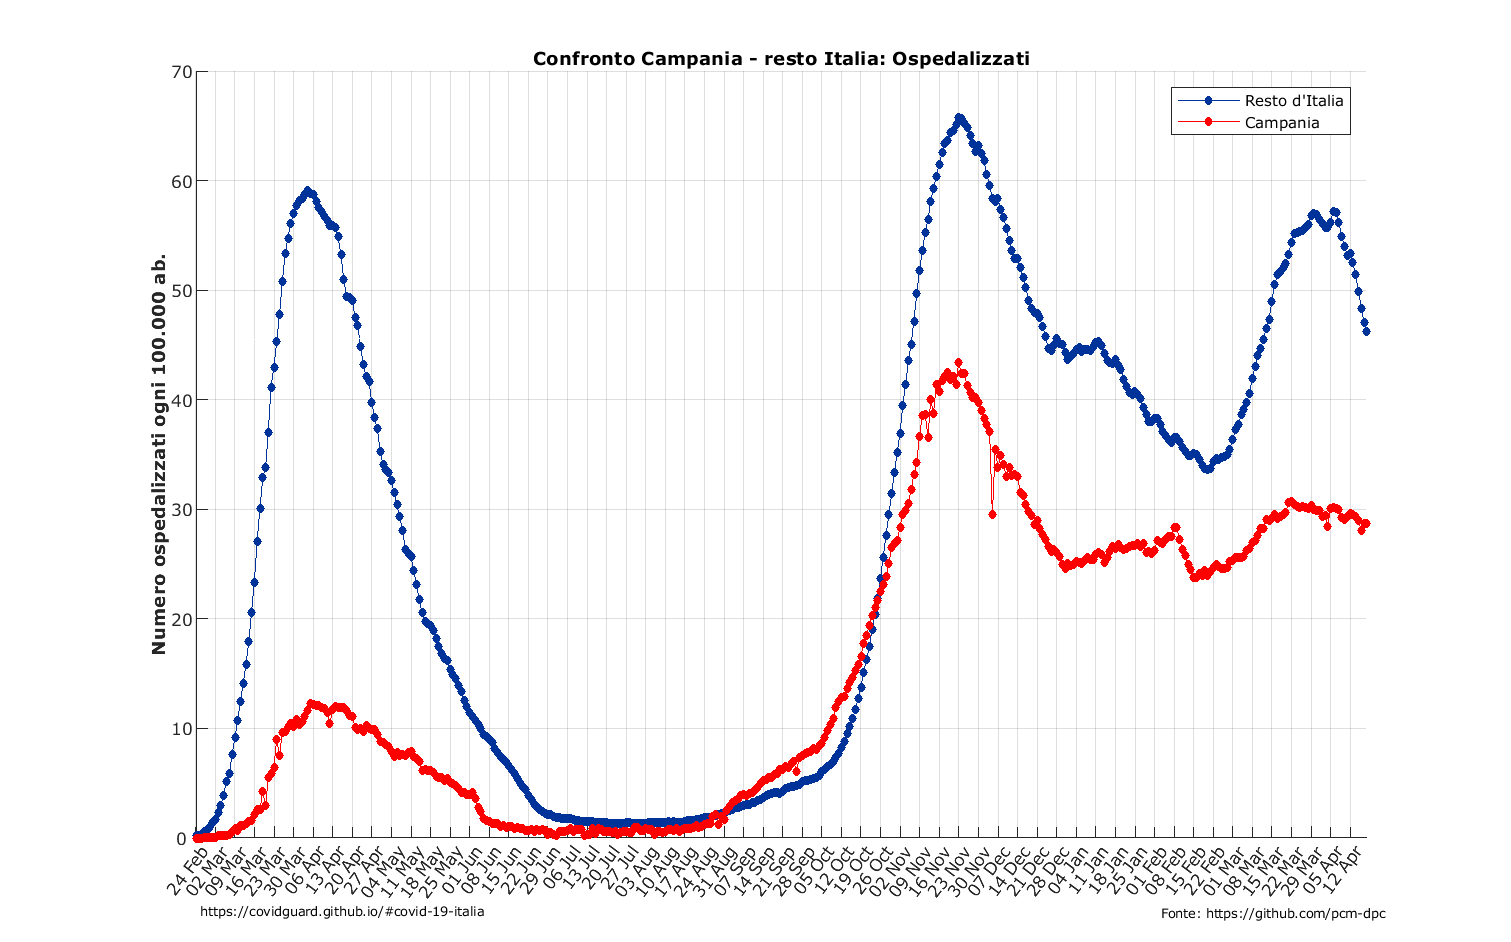 Confronto Campania - resto Italia: Ospedalizzati
Numero ospedalizzati ogni 100.000 ab.
70
60
50
40
30
20
10
0
Resto d'Italia
Campania
24 Feb
02 Mar
09 Mar
16 Mar
23 Mar
30 Mar
06 Apr
13 Apr
20 Apr
27 Apr
04 May
11 May
18 May
25 May
01 Jun
08 Jun
15 Jun
22 Jun
29 Jun
06 Jul
13 Jul
20 Jul
27 Jul
03 Aug
10 Aug
17 Aug
24 Aug
31 Aug
07 Sep
14 Sep
21 Sep
28 Sep
05 Oct
12 Oct
19 Oct
26 Oct
02 Nov
09 Nov
16 Nov
23 Nov
30 Nov
07 Dec
14 Dec
21 Dec
28 Dec
04 Jan
11 Jan
18 Jan
25 Jan
01 Feb
08 Feb
15 Feb
22 Feb
01 Mar
08 Mar
15 Mar
22 Mar
29 Mar
05 Apr
12 Apr
https://covidguard.github.io/#covid-19-italia
Fonte: https://github.com/pcm-dpc